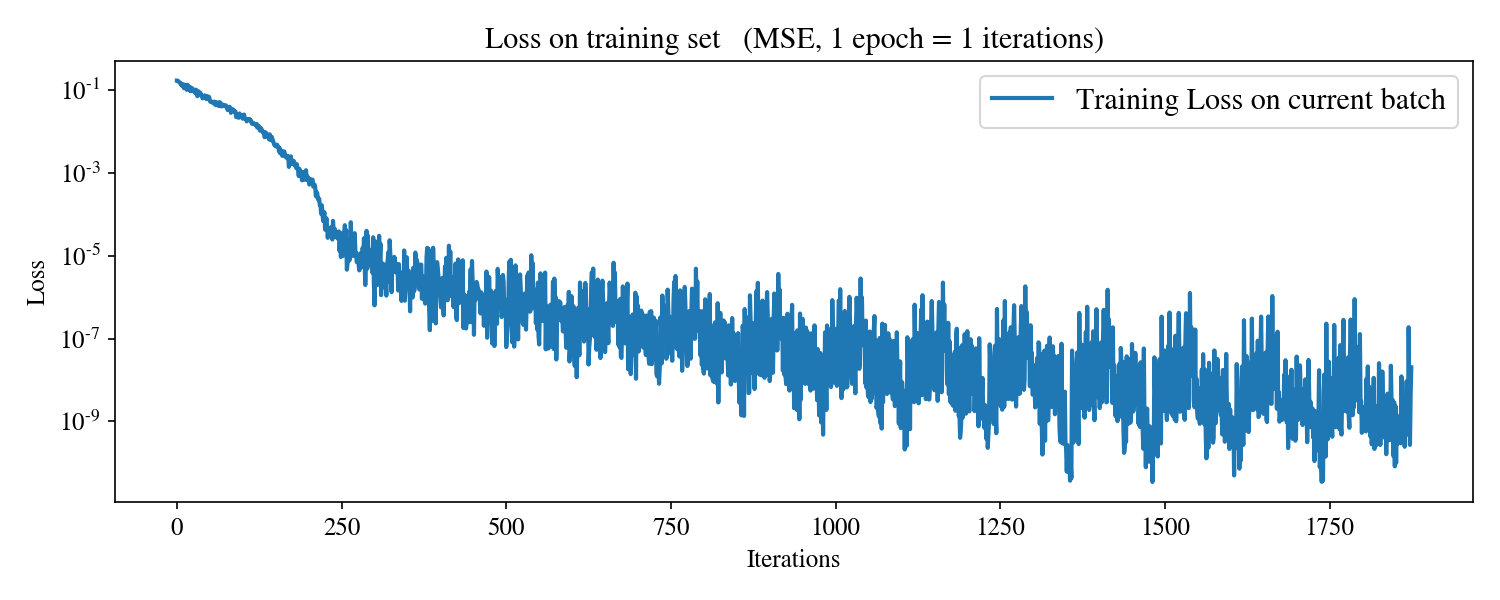 Loss on training set (MSE, 1 epoch = 1 iterations)
Training Loss on current batch
Loss
10⁻¹
10⁻³
10⁻⁵
10⁻⁷
10⁻⁹
0 250 500 750 1000 1250 1500 1750
Iterations